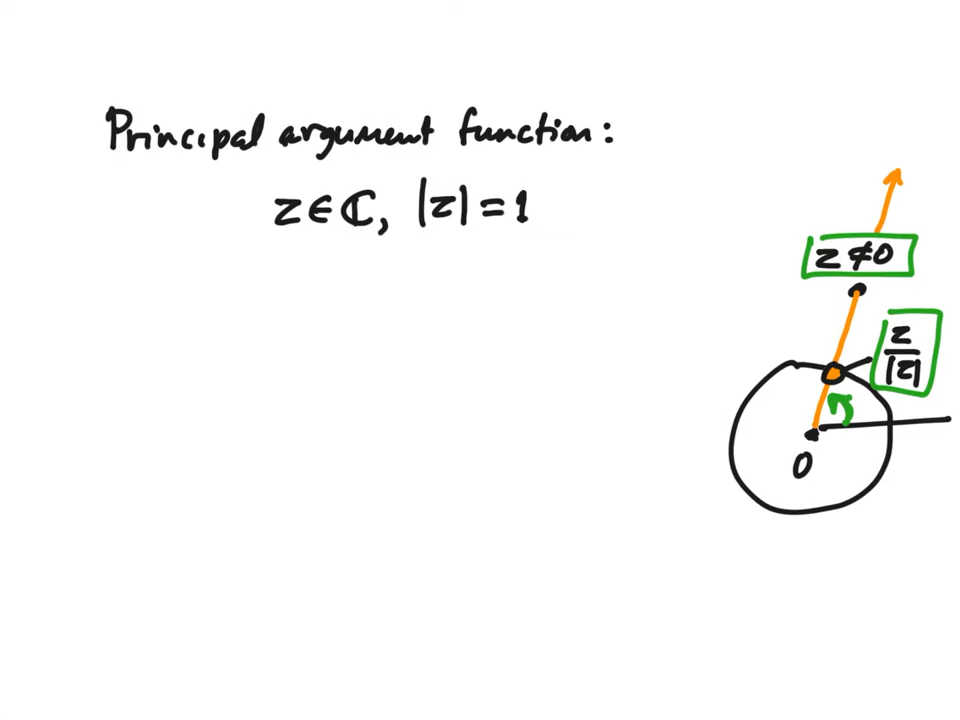 Principal argument function:
z ∈ ℂ, |z| = 1
z ≠ 0
z/|z|
0